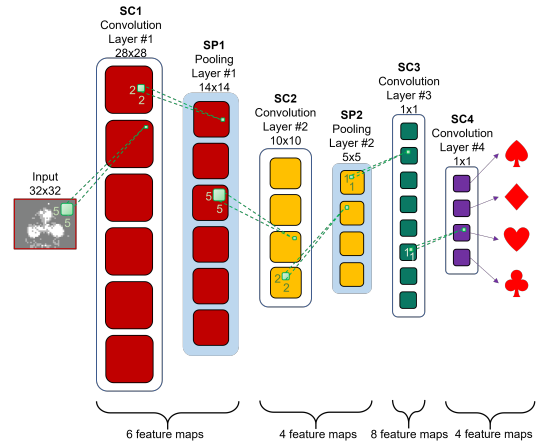 SC1
Convolution
Layer #1
28x28
SP1
Pooling
Layer #1
14x14
SC2
Convolution
Layer #2
10x10
SP2
Pooling
Layer #2
5x5
SC3
Convolution
Layer #3
1x1
SC4
Convolution
Layer #4
1x1
Input
32x32
5
5
2
2
5
5
2
2
1
1
1
1
6 feature maps
4 feature maps
8 feature maps
4 feature maps